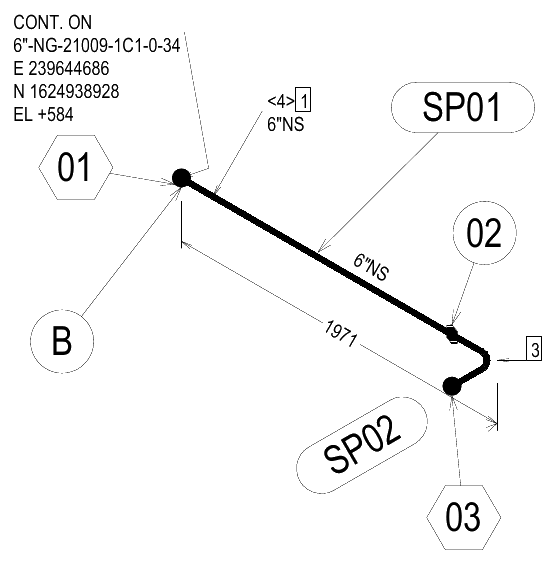 CONT. ON
6"-NG-21009-1C1-0-34
E 239644686
N 1624938928
EL +584
<4>1
6"NS
SP01
01
02
6"NS
1971
B
3
SP02
03